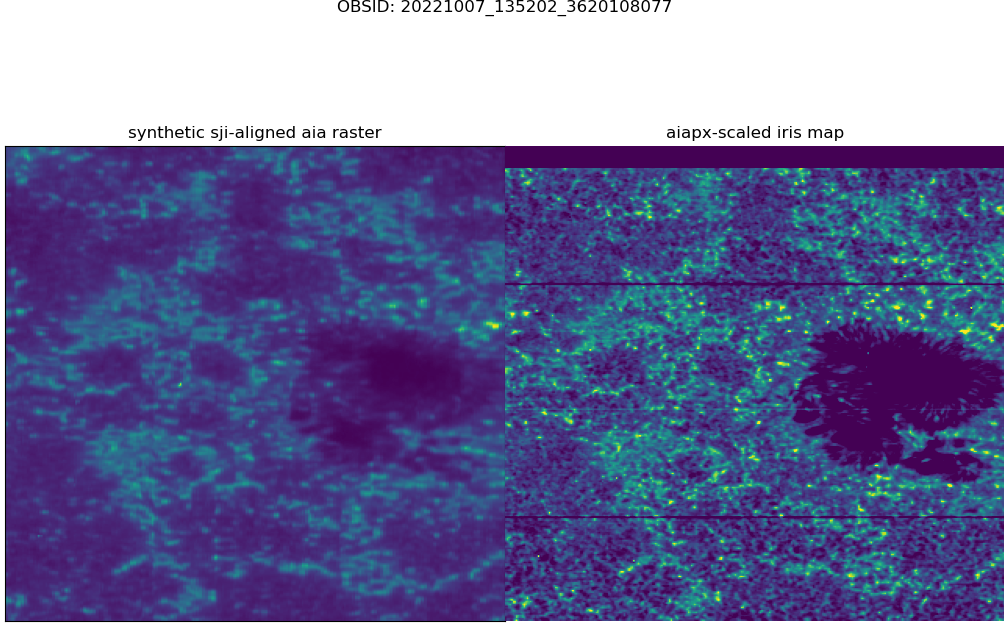 OBSID: 20221007_135202_3620108077
synthetic sji-aligned aia raster
aiapx-scaled iris map